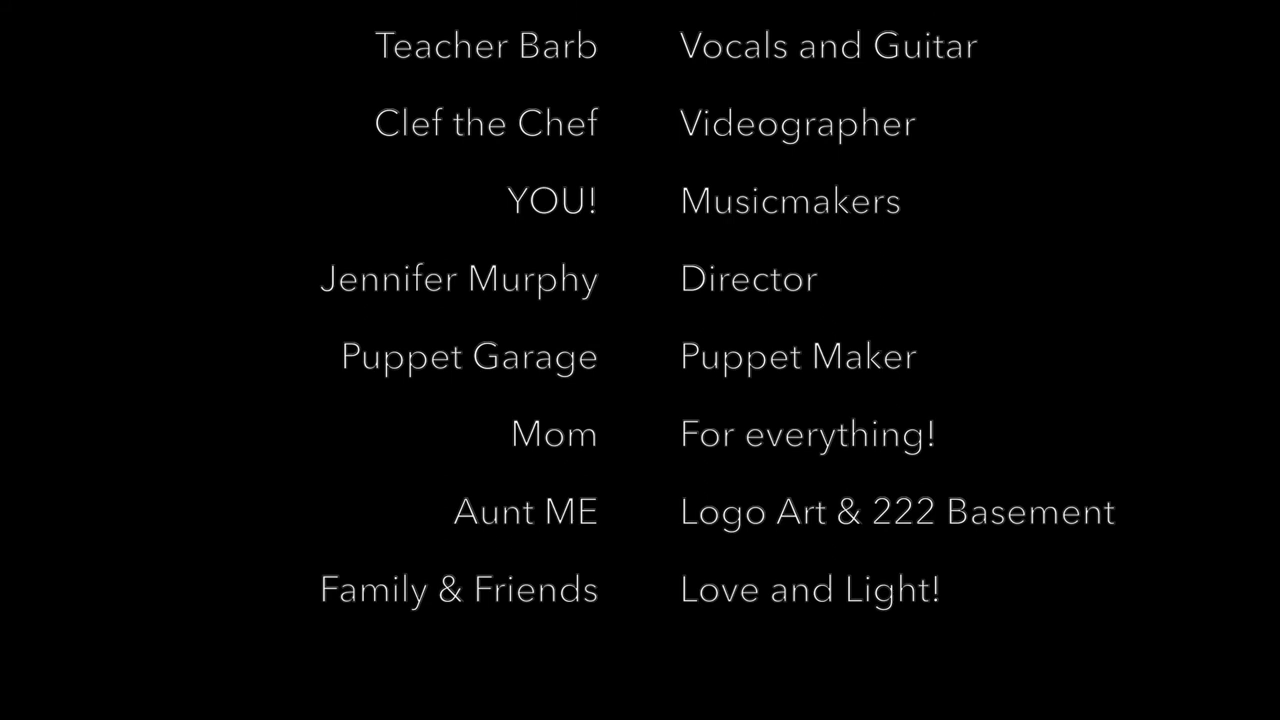 Teacher Barb Vocals and Guitar
Clef the Chef Videographer
YOU! Musicmakers
Jennifer Murphy Director
Puppet Garage Puppet Maker
Mom For everything!
Aunt ME Logo Art & 222 Basement
Family & Friends Love and Light!